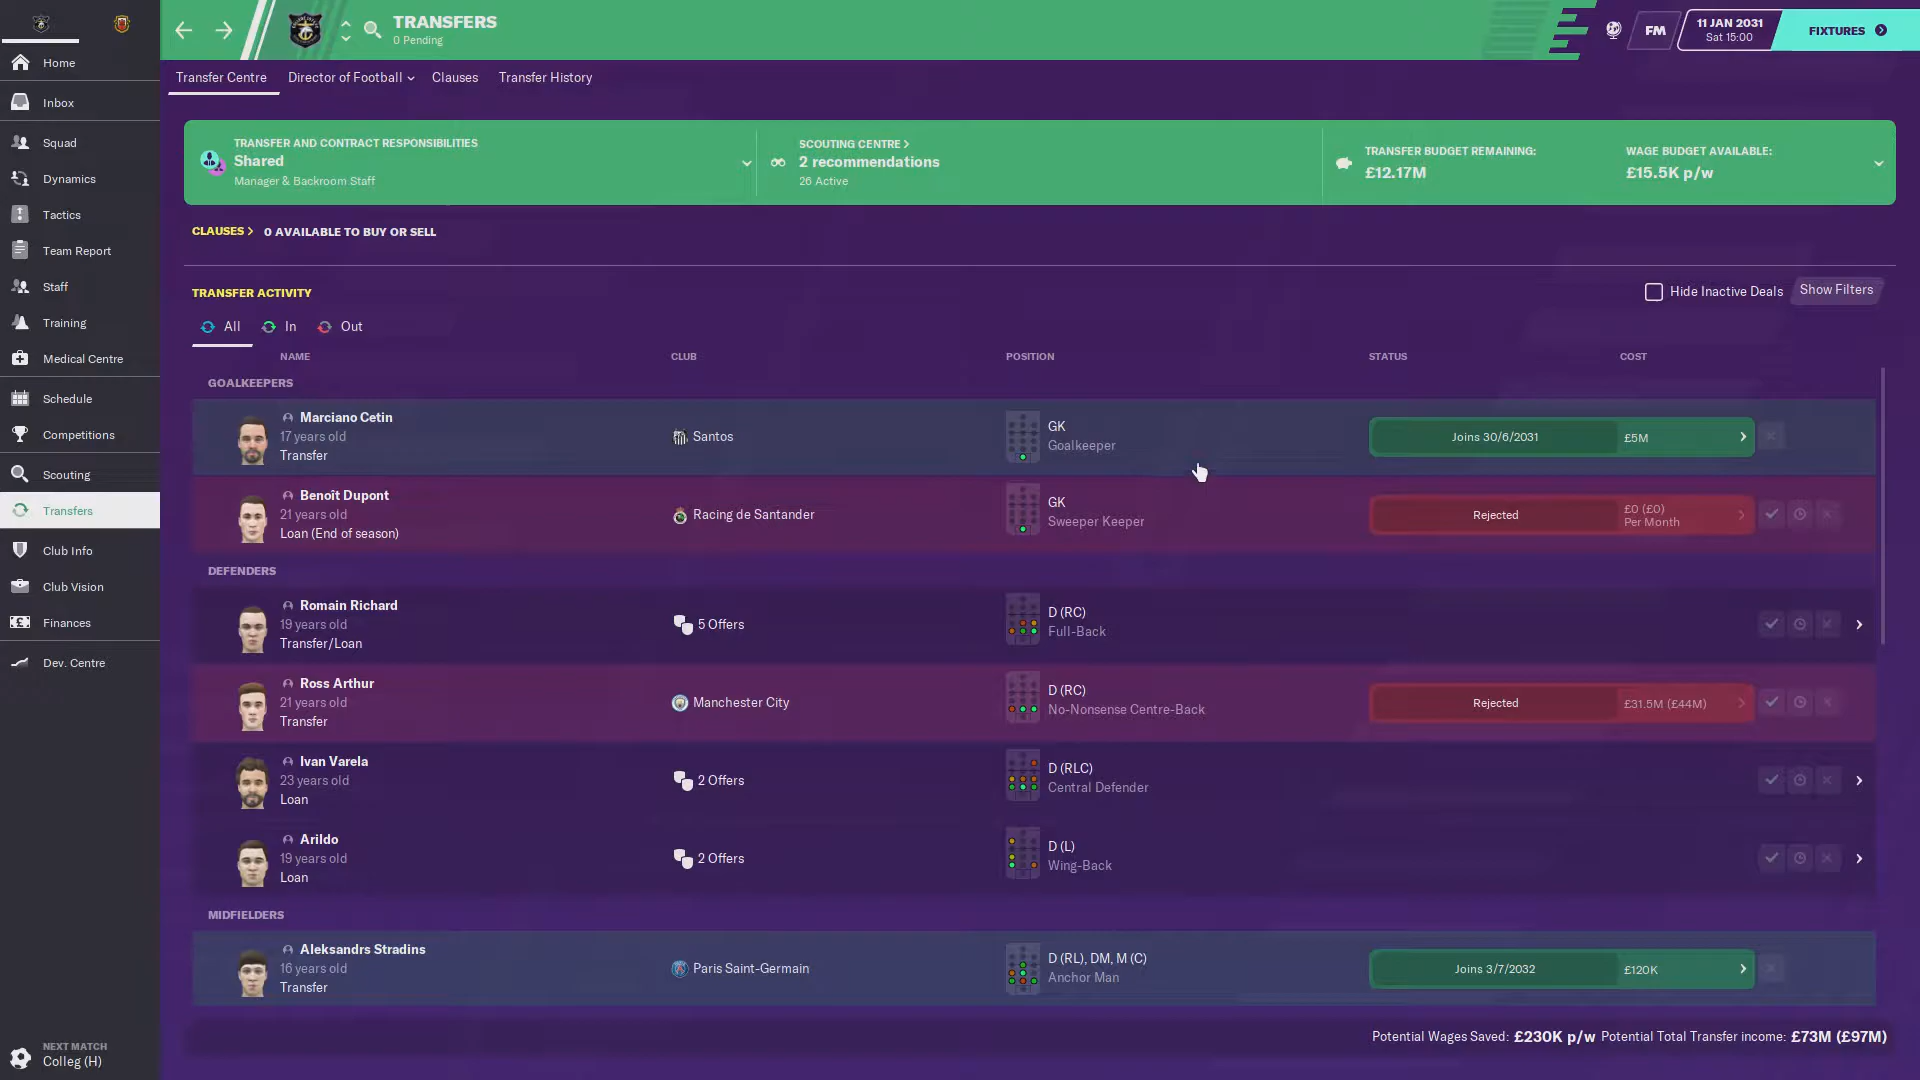 TRANSFERS
0 Pending
FM
11 JAN 2031
Sat 15:00
FIXTURES
Home
Inbox
Squad
Dynamics
Tactics
Team Report
Staff
Training
Medical Centre
Schedule
Competitions
Scouting
Transfers
Club Info
Club Vision
Finances
Dev. Centre
NEXT MATCH
Colleg (H)
Transfer Centre
Director of Football
Clauses
Transfer History
TRANSFER AND CONTRACT RESPONSIBILITIES
Shared
Manager & Backroom Staff
SCOUTING CENTRE >
2 recommendations
26 Active
TRANSFER BUDGET REMAINING:
£12.17M
WAGE BUDGET AVAILABLE:
£15.5K p/w
CLAUSES > 0 AVAILABLE TO BUY OR SELL
TRANSFER ACTIVITY
Hide Inactive Deals
Show Filters
All In Out
NAME CLUB POSITION STATUS COST
GOALKEEPERS
Marciano Cetin
17 years old
Transfer
Santos
GK
Goalkeeper
Joins 30/6/2031
£5M
Benoît Dupont
21 years old
Loan (End of season)
Racing de Santander
GK
Sweeper Keeper
Rejected
£0 (£0)
Per Month
DEFENDERS
Romain Richard
19 years old
Transfer/Loan
5 Offers
D (RC)
Full-Back
Ross Arthur
21 years old
Transfer
Manchester City
D (RC)
No-Nonsense Centre-Back
Rejected
£31.5M (£44M)
Ivan Varela
23 years old
Loan
2 Offers
D (RLC)
Central Defender
Arildo
19 years old
Loan
2 Offers
D (L)
Wing-Back
MIDFIELDERS
Aleksandrs Stradins
16 years old
Transfer
Paris Saint-Germain
D (RL), DM, M (C)
Anchor Man
Joins 3/7/2032
£120K
Potential Wages Saved: £230K p/w Potential Total Transfer income: £73M (£97M)